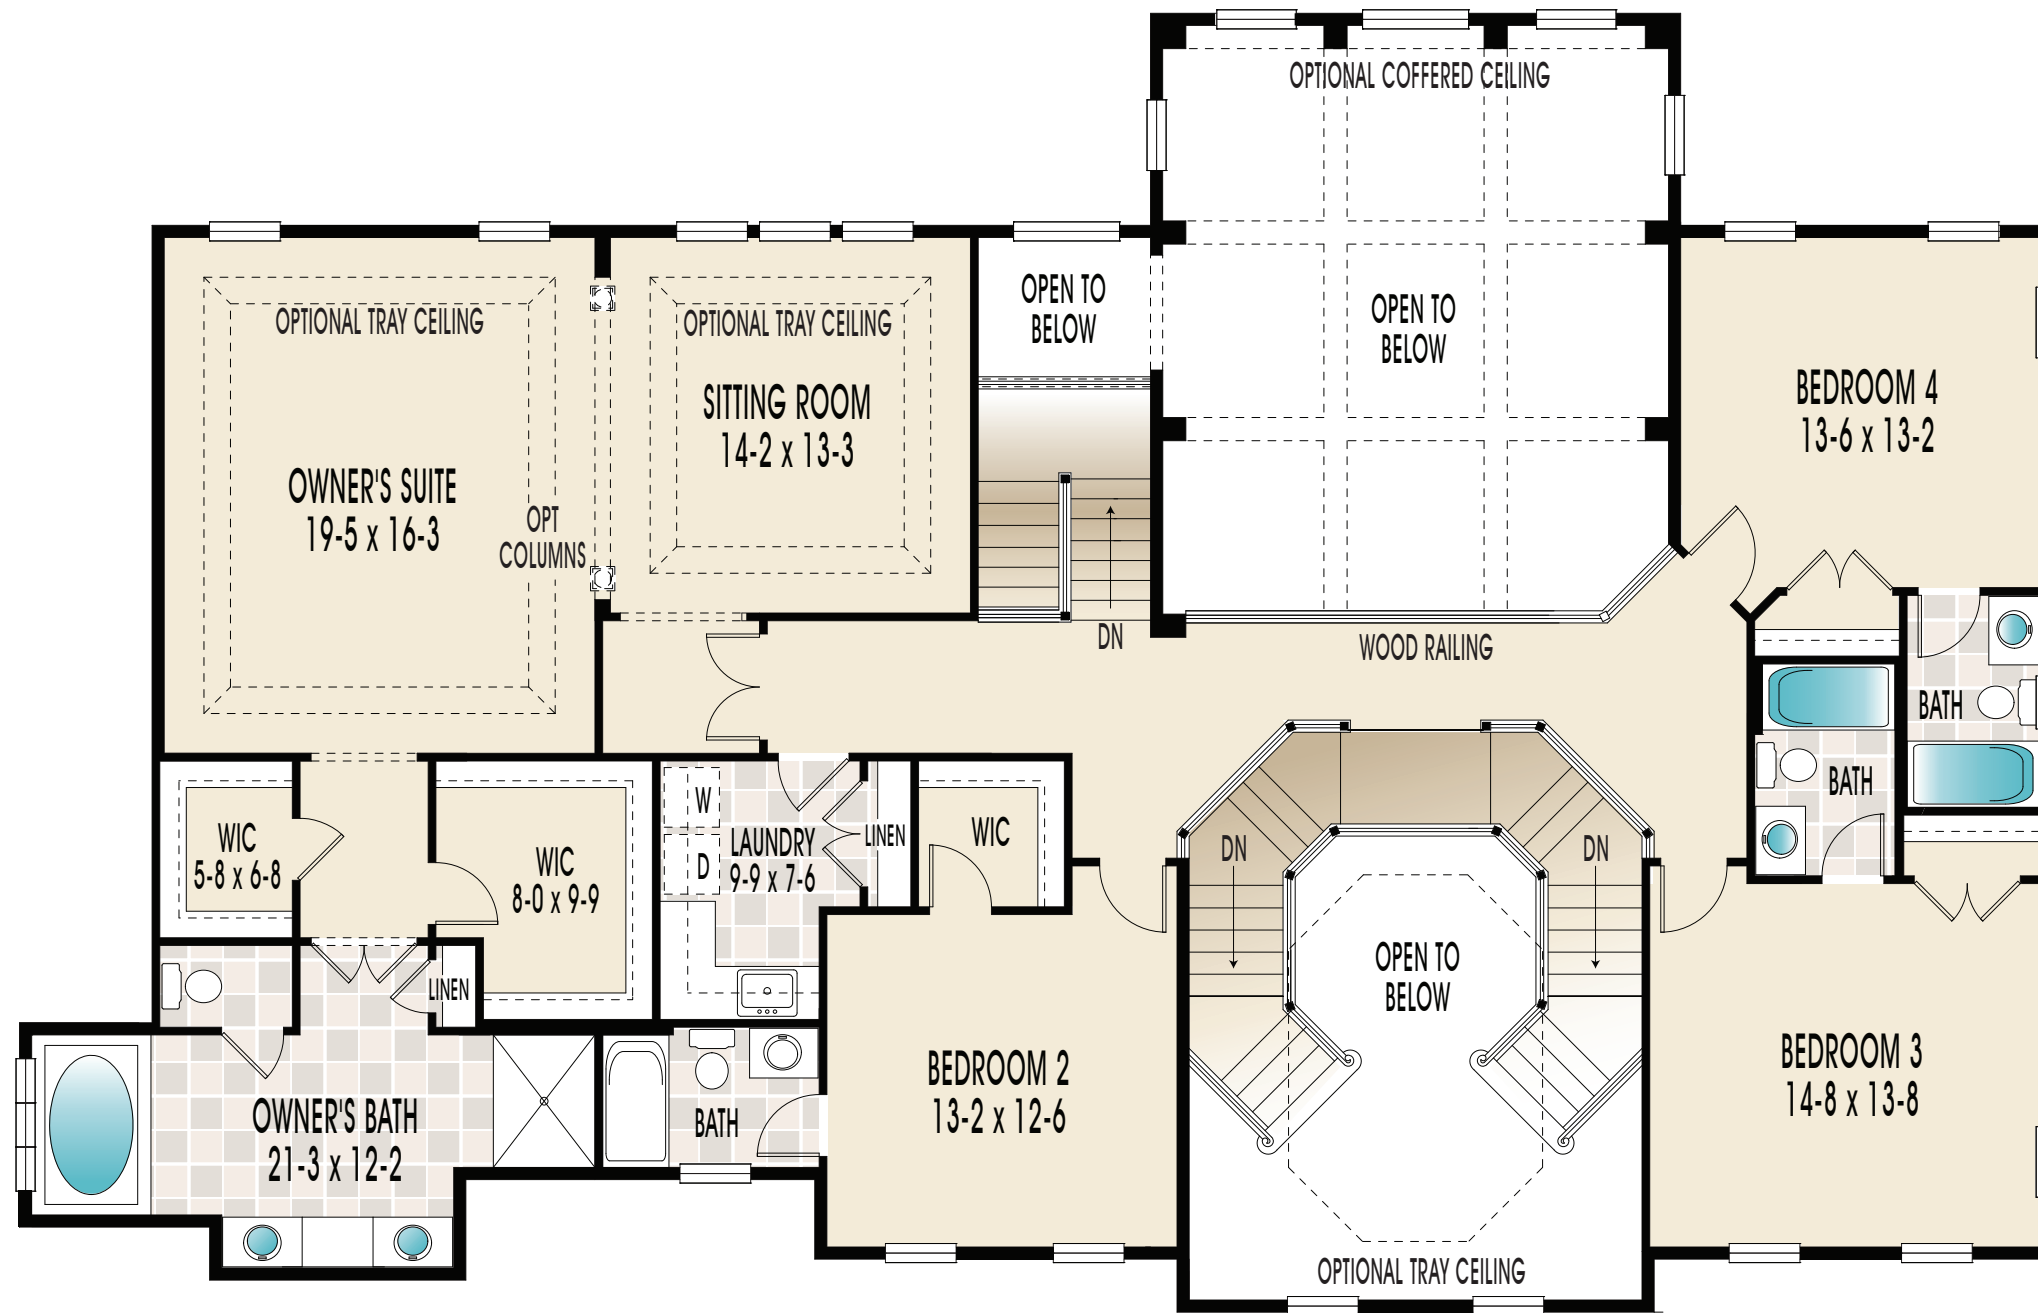 OPTIONAL COFFERED CEILING
OPTIONAL TRAY CEILING
OWNER'S SUITE
19-5 x 16-3
OPT
COLUMNS
OPTIONAL TRAY CEILING
SITTING ROOM
14-2 x 13-3
OPEN TO
BELOW
OPEN TO
BELOW
BEDROOM 4
13-6 x 13-2
DN
WOOD RAILING
BATH
BATH
WIC
5-8 x 6-8
WIC
8-0 x 9-9
W
D
LAUNDRY
9-9 x 7-6
LINEN
WIC
DN
DN
LINEN
OPEN TO
BELOW
OWNER'S BATH
21-3 x 12-2
BATH
BEDROOM 2
13-2 x 12-6
BEDROOM 3
14-8 x 13-8
OPTIONAL TRAY CEILING